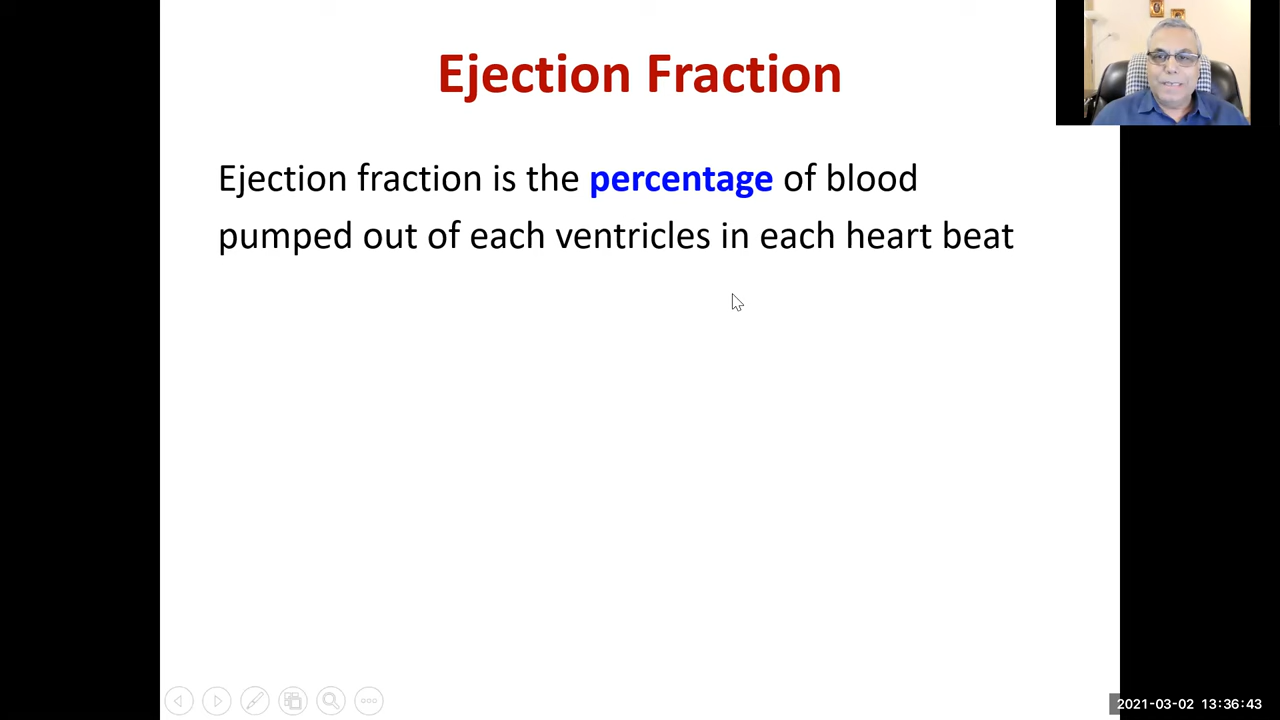 Ejection Fraction
Ejection fraction is the percentage of blood
pumped out of each ventricles in each heart beat
2021-03-02 13:36:43